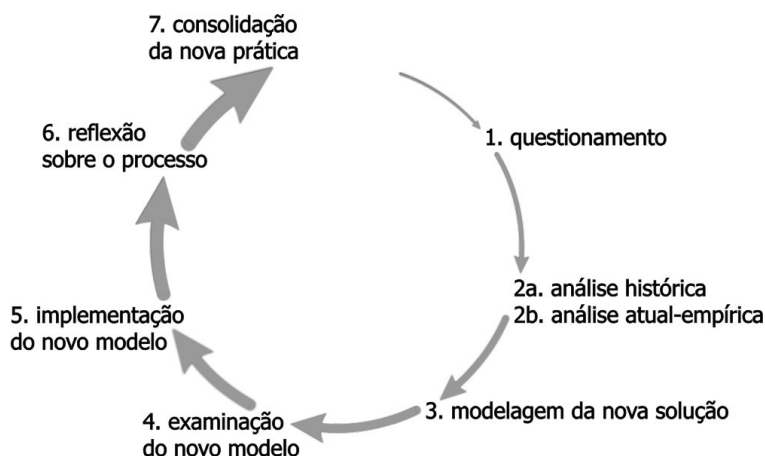 1. questionamento
2a. análise histórica
2b. análise atual-empírica
3. modelagem da nova solução
4. examinação
do novo modelo
5. implementação
do novo modelo
6. reflexão
sobre o processo
7. consolidação
da nova prática